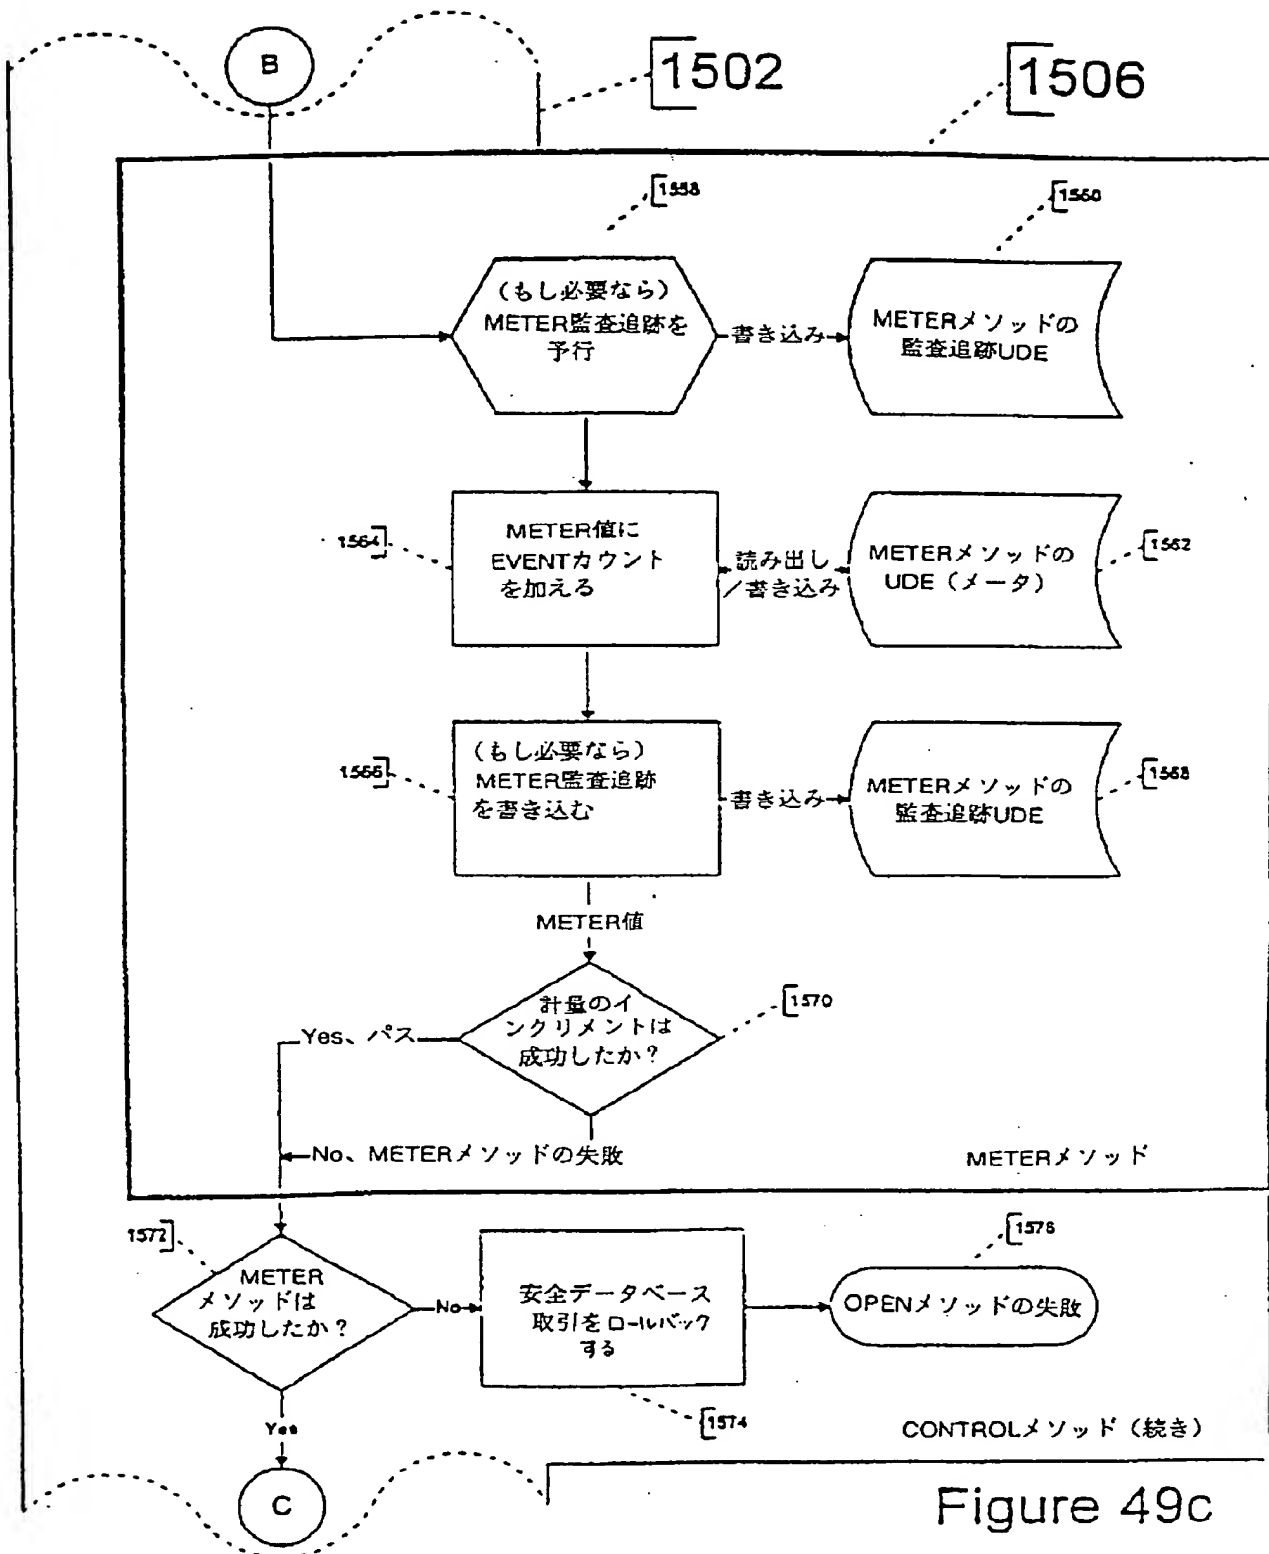 B
1502
1506
1558
1560
(もし必要なら)
METER監査追跡を
予行
書き込み
METERメソッドの
監査追跡UDE
1564
METER値に
EVENTカウント
を加える
読み出し
/書き込み
METERメソッドの
UDE(メータ)
1562
1566
(もし必要なら)
METER監査追跡
を書き込む
書き込み
METERメソッドの
監査追跡UDE
1568
METER値
計量のイ
ンクリメントは
成功したか?
1570
Yes、パス
No、METERメソッドの失敗
METERメソッド
1572
METER
メソッドは
成功したか?
No
安全データベース
取引をロールバック
する
1576
OPENメソッドの失敗
1574
Yes
CONTROLメソッド(続き)
C
Figure 49c